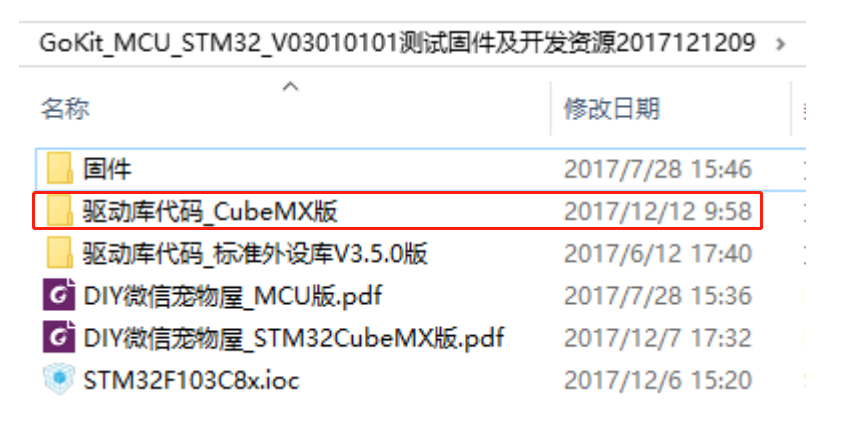 GoKit_MCU_STM32_V03010101测试固件及开发资源2017121209
名称 修改日期
固件 2017/7/28 15:46
驱动库代码_CubeMX版 2017/12/12 9:58
驱动库代码_标准外设库V3.5.0版 2017/6/12 17:40
DIY微信宠物屋_MCU版.pdf 2017/7/28 15:36
DIY微信宠物屋_STM32CubeMX版.pdf 2017/12/7 17:32
STM32F103C8x.ioc 2017/12/6 15:20